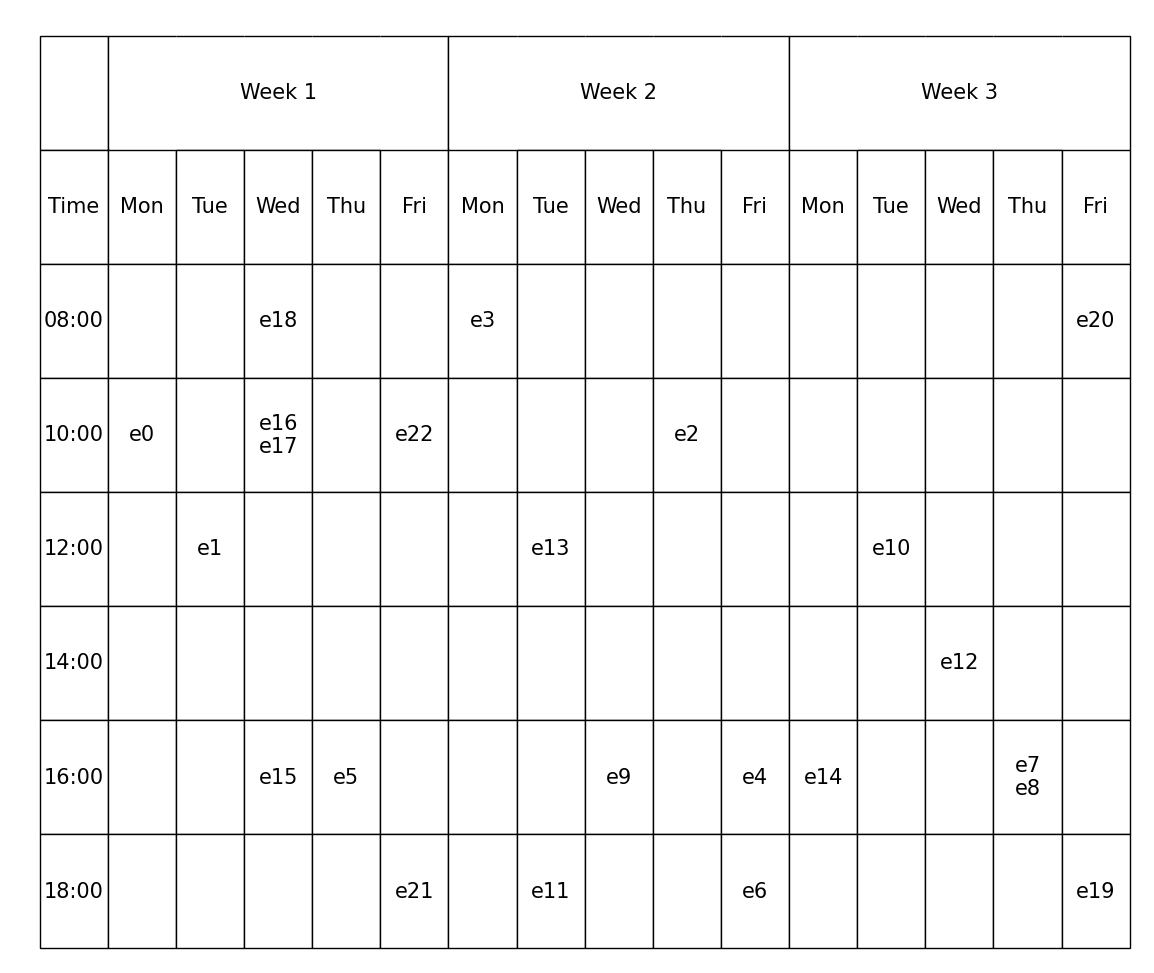 Week 1 Week 2 Week 3
Time Mon Tue Wed Thu Fri Mon Tue Wed Thu Fri Mon Tue Wed Thu Fri
08:00 e18 e3 e20
10:00 e0 e16 e17 e22 e2
12:00 e1 e13 e10
14:00 e12
16:00 e15 e5 e9 e4 e14 e7 e8
18:00 e21 e11 e6 e19